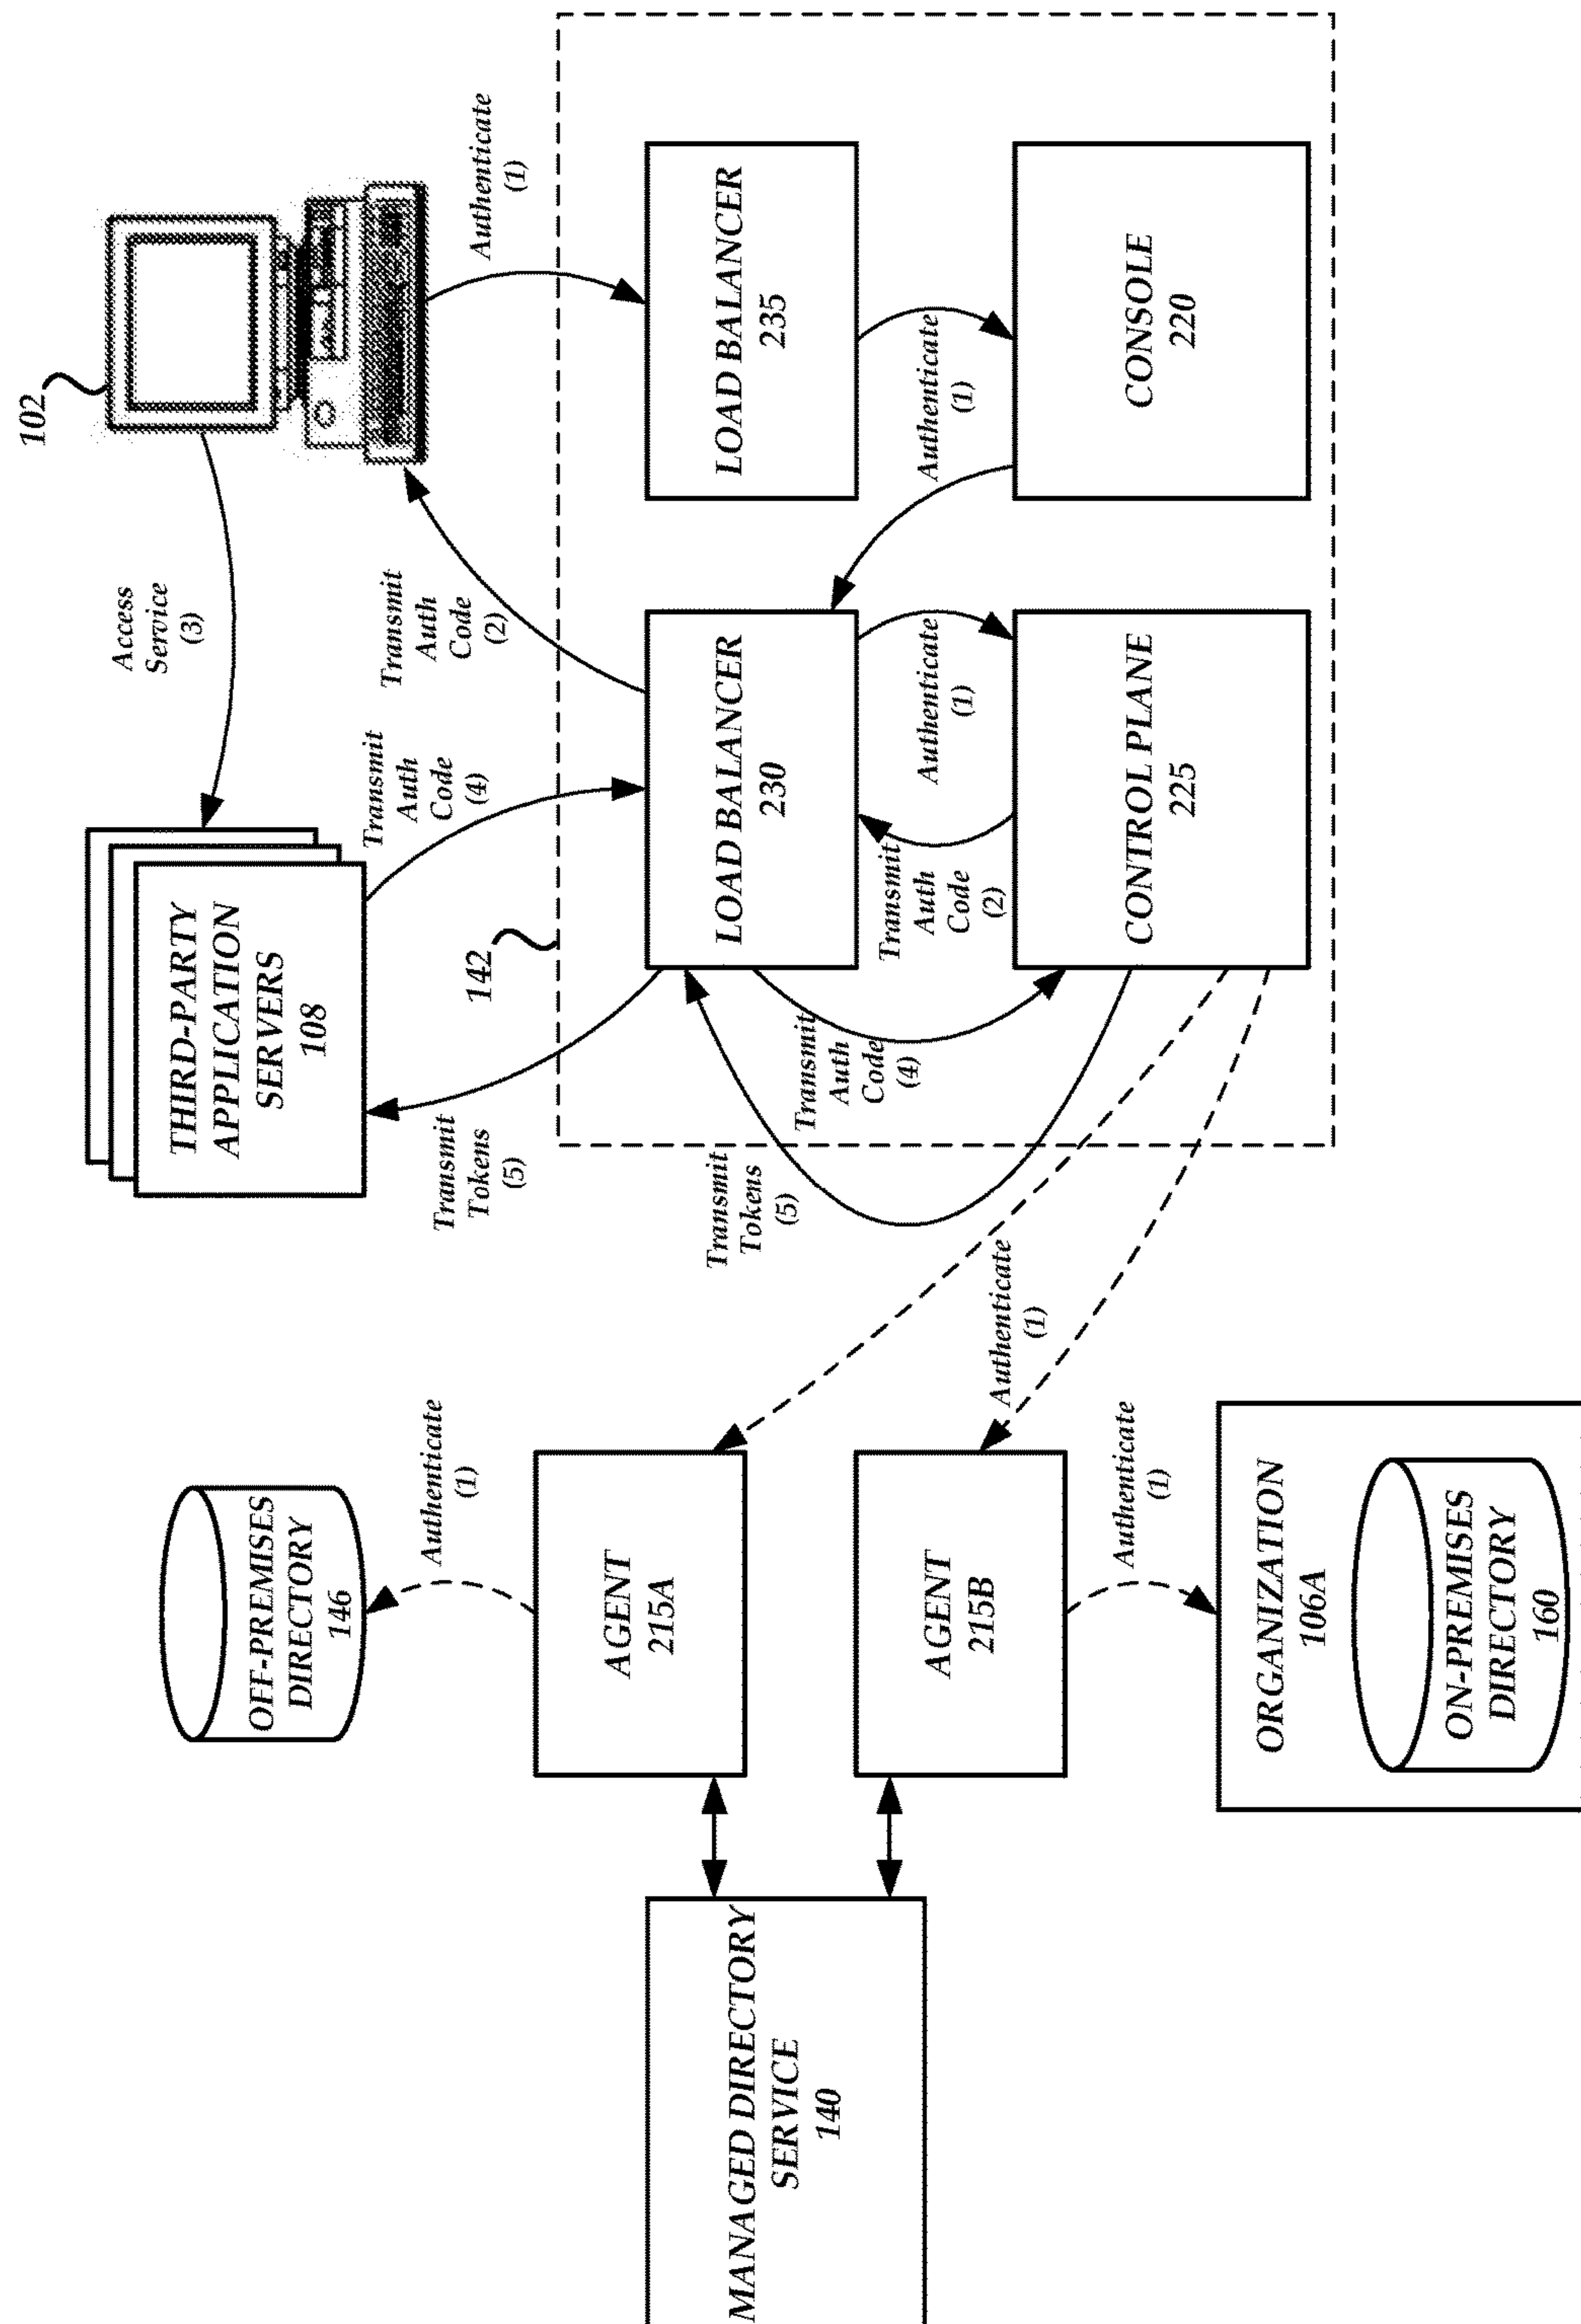 MANAGED DIRECTORY
SERVICE
140
OFF-PREMISES
DIRECTORY
146
Authenticate
(1)
AGENT
215A
AGENT
215B
Authenticate
(1)
ORGANIZATION
106A
ON-PREMISES
DIRECTORY
160
Authenticate
(1)
THIRD-PARTY
APPLICATION
SERVERS
108
Transmit
Tokens
(5)
Transmit
Tokens
(5)
142
Transmit
Auth
Code
(4)
Transmit
Auth
Code
(4)
Access
Service
(3)
Transmit
Auth
Code
(2)
LOAD BALANCER
230
Transmit
Auth
Code
(2)
Authenticate
(1)
CONTROL PLANE
225
102
Authenticate
(1)
LOAD BALANCER
235
Authenticate
(1)
CONSOLE
220